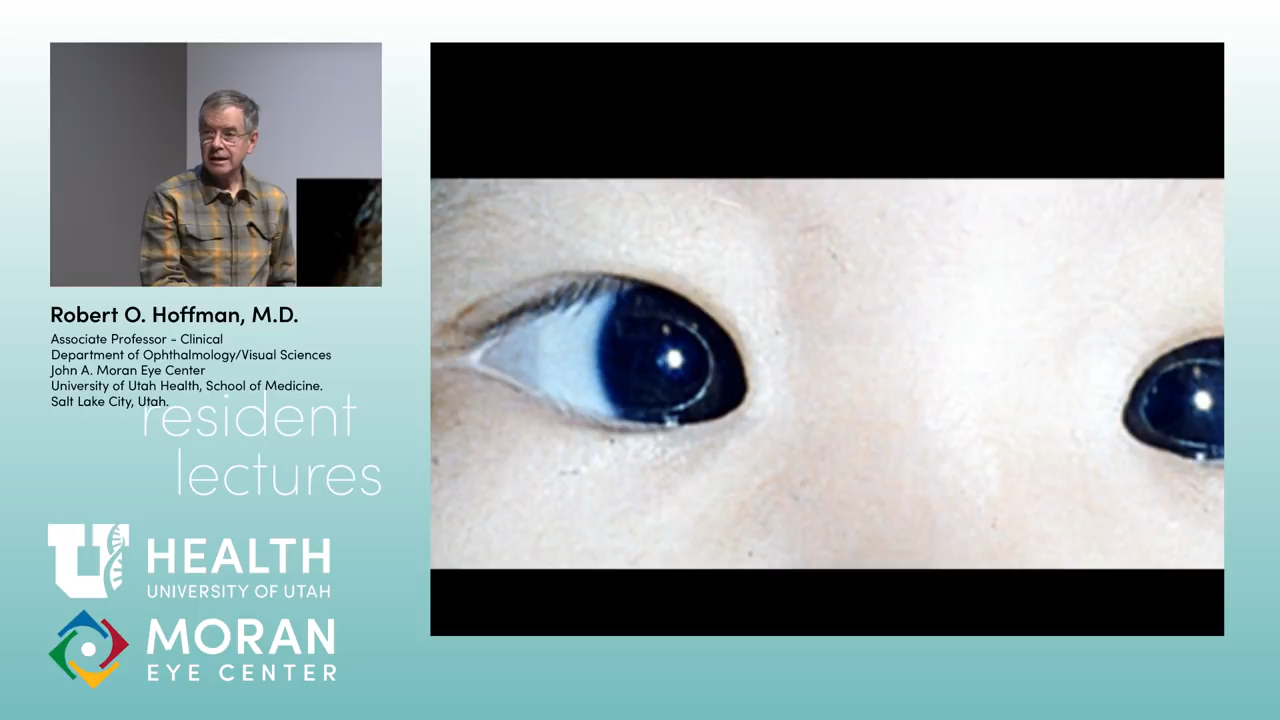 Robert O. Hoffman, M.D.
Associate Professor - Clinical
Department of Ophthalmology/Visual Sciences
John A. Moran Eye Center
University of Utah Health, School of Medicine.
Salt Lake City, Utah.
resident
lectures
U HEALTH
UNIVERSITY OF UTAH
MORAN
EYE CENTER